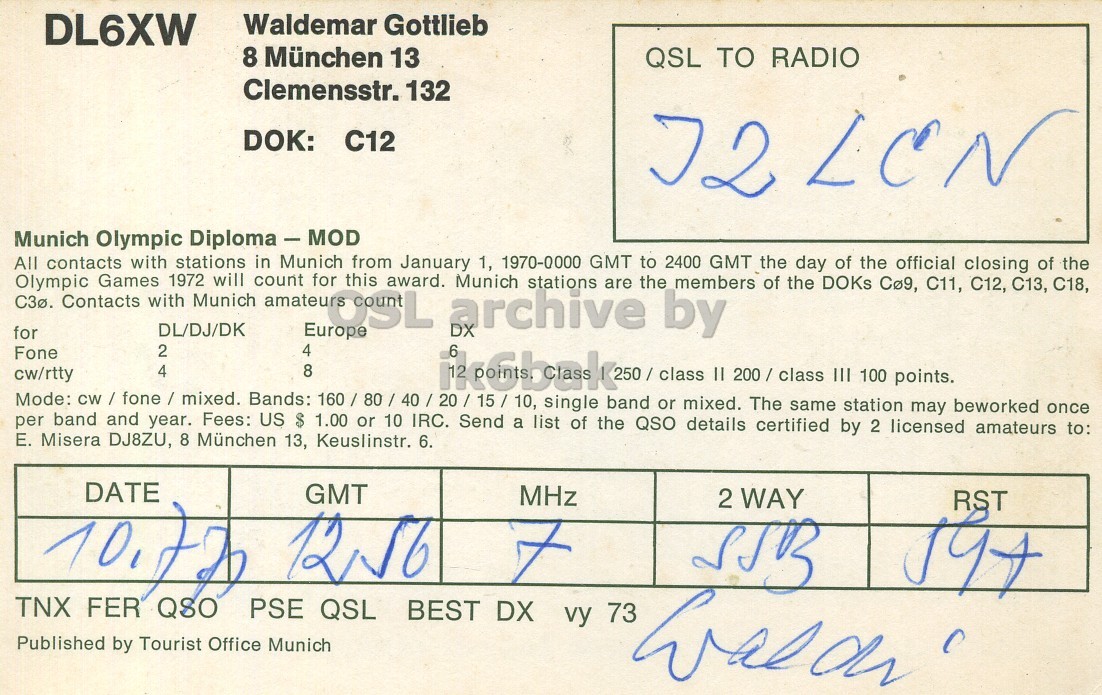 DL6XW
Waldemar Gottlieb
8 München 13
Clemensstr. 132
DOK: C12
QSL TO RADIO
I2LCN
Munich Olympic Diploma — MOD
All contacts with stations in Munich from January 1, 1970-0000 GMT to 2400 GMT the day of the official closing of the
Olympic Games 1972 will count for this award. Munich stations are the members of the DOKs Cø9, C11, C12, C13, C18,
C3ø. Contacts with Munich amateurs count
for DL/DJ/DK Europe DX
Fone 2 4 6
cw/rtty 4 8 12 points. Class I 250 / class II 200 / class III 100 points.
Mode: cw / fone / mixed. Bands: 160 / 80 / 40 / 20 / 15 / 10, single band or mixed. The same station may beworked once
per band and year. Fees: US $ 1.00 or 10 IRC. Send a list of the QSO details certified by 2 licensed amateurs to:
E. Misera DJ8ZU, 8 München 13, Keuslinstr. 6.
QSL archive by
ik6bak
DATE GMT MHz 2 WAY RST
12.56 7 SSB
TNX FER QSO PSE QSL BEST DX vy 73
Waldi
Published by Tourist Office Munich